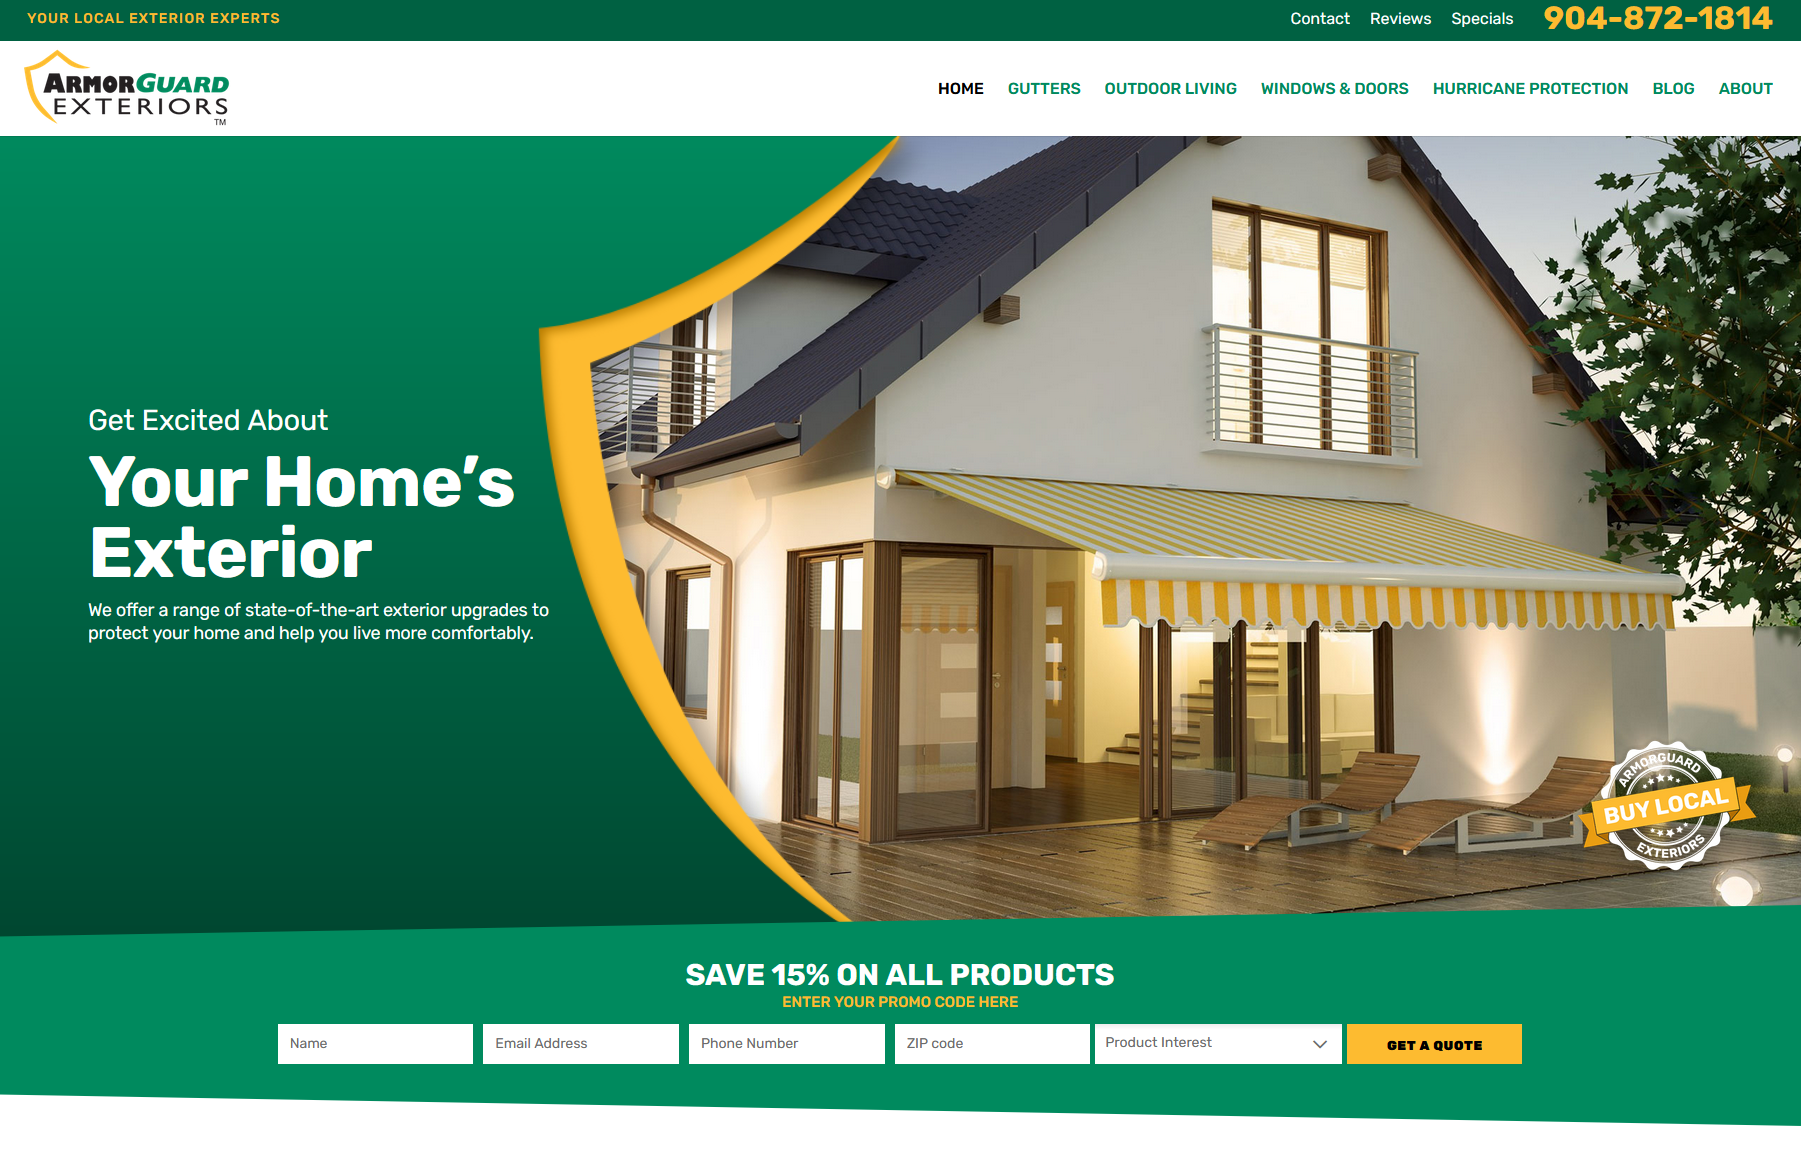 YOUR LOCAL EXTERIOR EXPERTS
Contact Reviews Specials 904-872-1814
ARMORGUARD
EXTERIORS
TM
HOME GUTTERS OUTDOOR LIVING WINDOWS & DOORS HURRICANE PROTECTION BLOG ABOUT
Get Excited About
Your Home’s
Exterior
We offer a range of state-of-the-art exterior upgrades to
protect your home and help you live more comfortably.
ARMORGUARD
BUY LOCAL
EXTERIORS
SAVE 15% ON ALL PRODUCTS
ENTER YOUR PROMO CODE HERE
Name Email Address Phone Number ZIP code Product Interest GET A QUOTE